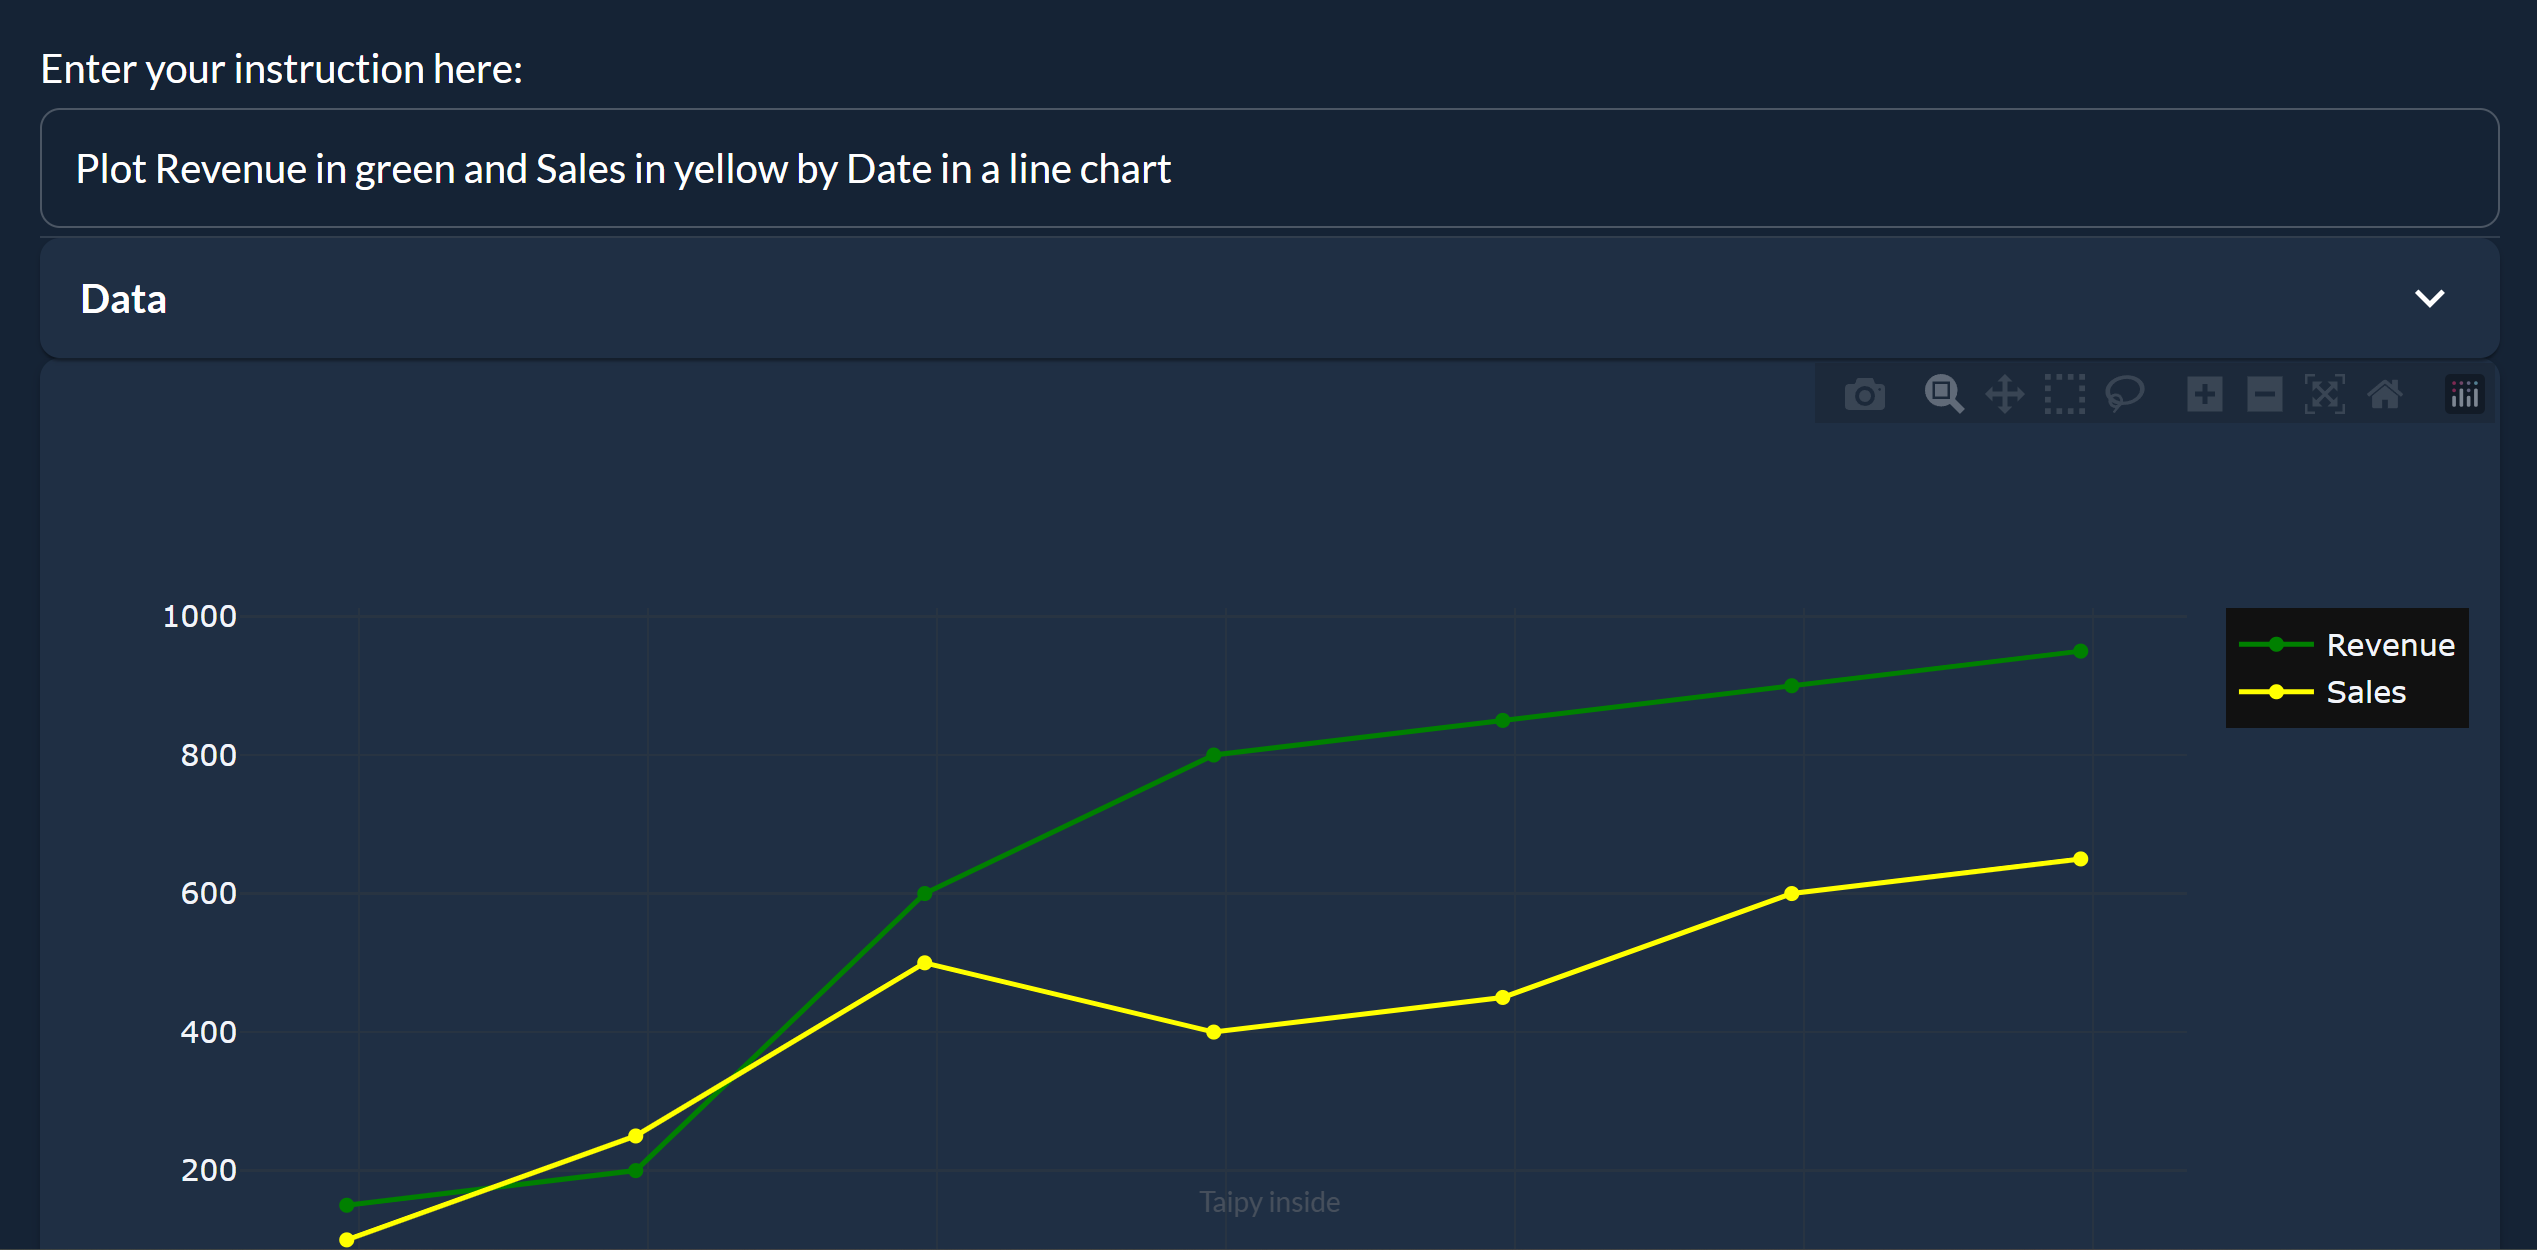 Enter your instruction here:
Plot Revenue in green and Sales in yellow by Date in a line chart
Data
1000
800
600
400
200
Revenue
Sales
Taipy inside